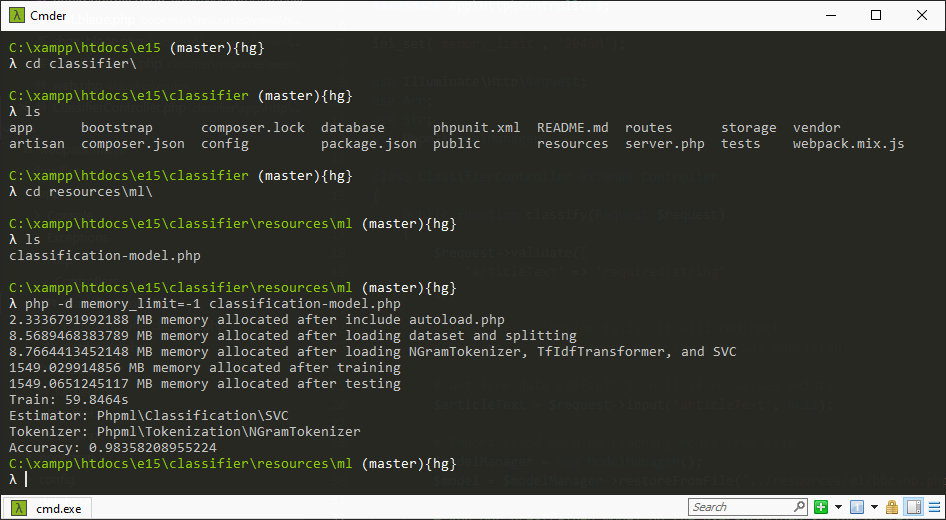 Cmder
C:\xampp\htdocs\e15 (master){hg}
λ cd classifier\
C:\xampp\htdocs\e15\classifier (master){hg}
λ ls
app bootstrap composer.lock database phpunit.xml README.md routes storage vendor
artisan composer.json config package.json public resources server.php tests webpack.mix.js
C:\xampp\htdocs\e15\classifier (master){hg}
λ cd resources\ml\
C:\xampp\htdocs\e15\classifier\resources\ml (master){hg}
λ ls
classification-model.php
C:\xampp\htdocs\e15\classifier\resources\ml (master){hg}
λ php -d memory_limit=-1 classification-model.php
2.3336791992188 MB memory allocated after include autoload.php
8.5689468383789 MB memory allocated after loading dataset and splitting
8.7664413452148 MB memory allocated after loading NGramTokenizer, TfIdfTransformer, and SVC
1549.029914856 MB memory allocated after training
1549.0651245117 MB memory allocated after testing
Train: 59.8464s
Estimator: Phpml\Classification\SVC
Tokenizer: Phpml\Tokenization\NGramTokenizer
Accuracy: 0.98358208955224
C:\xampp\htdocs\e15\classifier\resources\ml (master){hg}
λ
λ cmd.exe Search